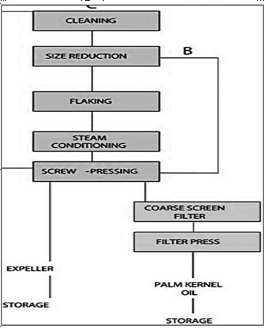 CLEANING
SIZE REDUCTION
B
FLAKING
STEAM
CONDITIONING
SCREW -PRESSING
COARSE SCREEN
FILTER
FILTER PRESS
EXPELLER
PALM KERNEL
OIL
STORAGE
STORAGE